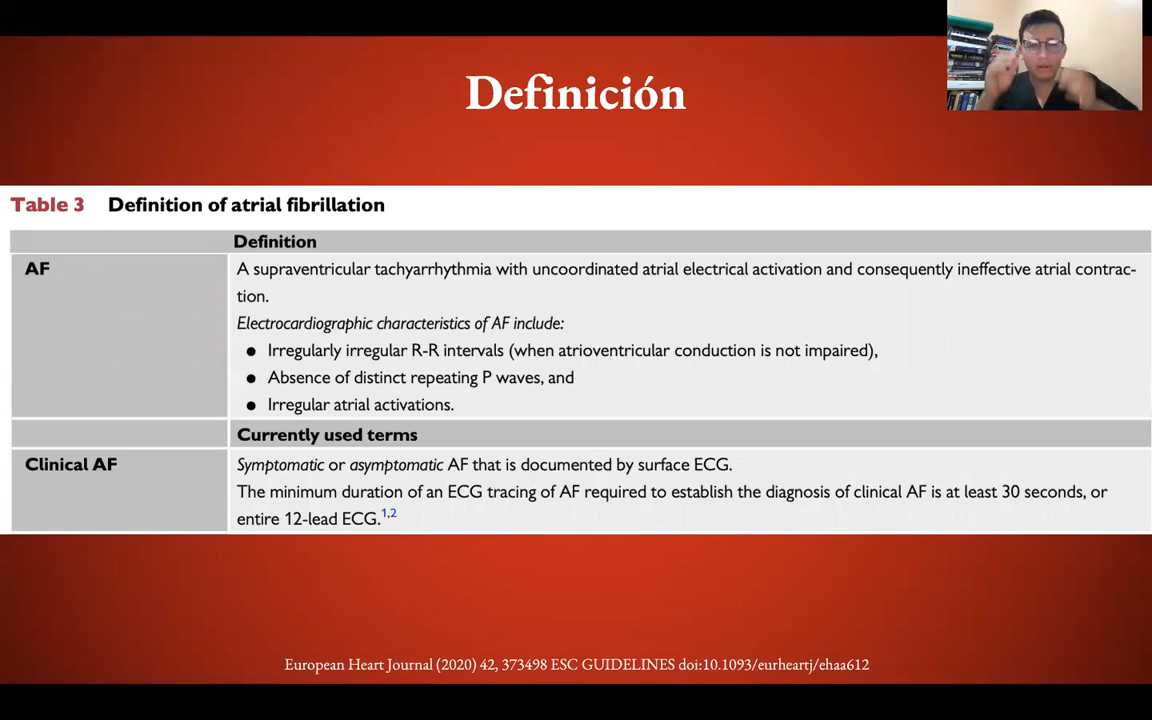 Definición
Table 3 Definition of atrial fibrillation
Definition
AF
A supraventricular tachyarrhythmia with uncoordinated atrial electrical activation and consequently ineffective atrial contrac-
tion.
Electrocardiographic characteristics of AF include:
● Irregularly irregular R-R intervals (when atrioventricular conduction is not impaired),
● Absence of distinct repeating P waves, and
● Irregular atrial activations.
Currently used terms
Clinical AF
Symptomatic or asymptomatic AF that is documented by surface ECG.
The minimum duration of an ECG tracing of AF required to establish the diagnosis of clinical AF is at least 30 seconds, or
entire 12-lead ECG.1,2
European Heart Journal (2020) 42, 373498 ESC GUIDELINES doi:10.1093/eurheartj/ehaa612